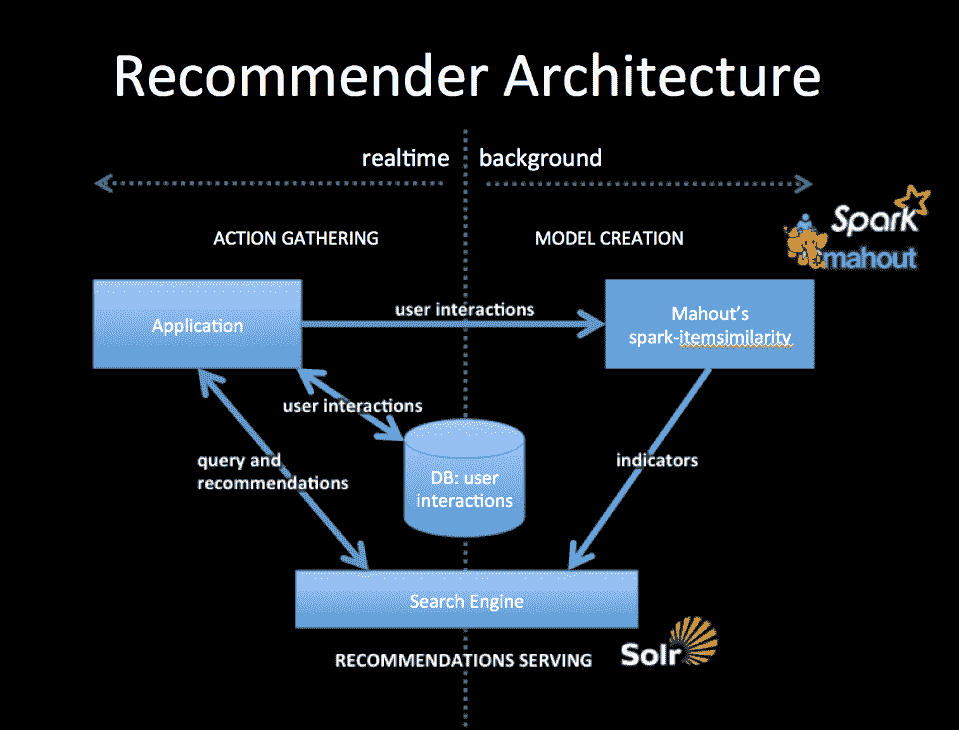 Recommender Architecture
realtime
background
ACTION GATHERING
MODEL CREATION
Spark
mahout
Application
user interactions
Mahout's
spark-itemsimilarity
user interactions
query and
recommendations
DB: user
interactions
indicators
Search Engine
RECOMMENDATIONS SERVING
Solr